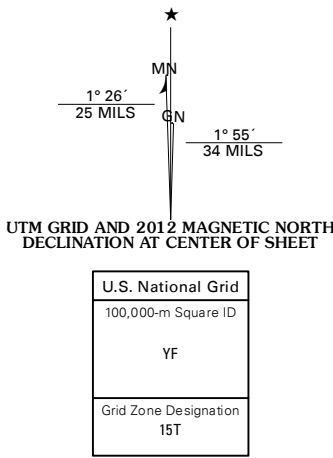 MN
1° 26´
25 MILS
GN
1° 55´
34 MILS
UTM GRID AND 2012 MAGNETIC NORTH
DECLINATION AT CENTER OF SHEET
U.S. National Grid
100,000-m Square ID
YF
Grid Zone Designation
15T